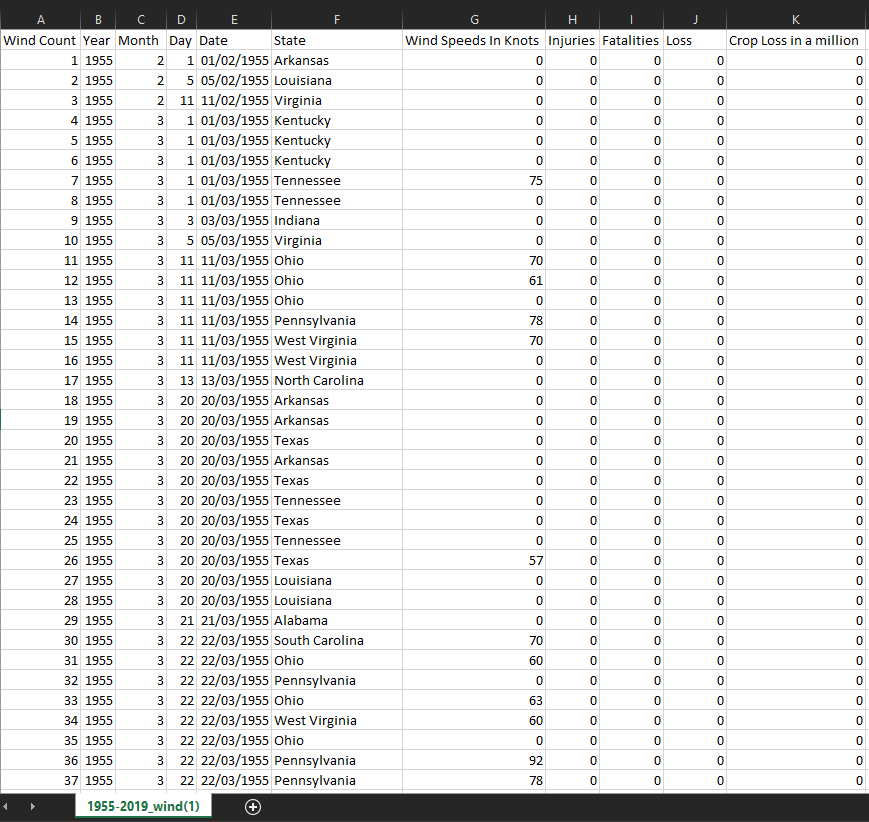 A B C D E F G H I J K
Wind Count Year Month Day Date State Wind Speeds In Knots Injuries Fatalities Loss Crop Loss in a million
1 1955 2 1 01/02/1955 Arkansas 0 0 0 0 0
2 1955 2 5 05/02/1955 Louisiana 0 0 0 0 0
3 1955 2 11 11/02/1955 Virginia 0 0 0 0 0
4 1955 3 1 01/03/1955 Kentucky 0 0 0 0 0
5 1955 3 1 01/03/1955 Kentucky 0 0 0 0 0
6 1955 3 1 01/03/1955 Kentucky 0 0 0 0 0
7 1955 3 1 01/03/1955 Tennessee 75 0 0 0 0
8 1955 3 1 01/03/1955 Tennessee 0 0 0 0 0
9 1955 3 3 03/03/1955 Indiana 0 0 0 0 0
10 1955 3 5 05/03/1955 Virginia 0 0 0 0 0
11 1955 3 11 11/03/1955 Ohio 70 0 0 0 0
12 1955 3 11 11/03/1955 Ohio 61 0 0 0 0
13 1955 3 11 11/03/1955 Ohio 0 0 0 0 0
14 1955 3 11 11/03/1955 Pennsylvania 78 0 0 0 0
15 1955 3 11 11/03/1955 West Virginia 70 0 0 0 0
16 1955 3 11 11/03/1955 West Virginia 0 0 0 0 0
17 1955 3 13 13/03/1955 North Carolina 0 0 0 0 0
18 1955 3 20 20/03/1955 Arkansas 0 0 0 0 0
19 1955 3 20 20/03/1955 Arkansas 0 0 0 0 0
20 1955 3 20 20/03/1955 Texas 0 0 0 0 0
21 1955 3 20 20/03/1955 Arkansas 0 0 0 0 0
22 1955 3 20 20/03/1955 Texas 0 0 0 0 0
23 1955 3 20 20/03/1955 Tennessee 0 0 0 0 0
24 1955 3 20 20/03/1955 Texas 0 0 0 0 0
25 1955 3 20 20/03/1955 Tennessee 0 0 0 0 0
26 1955 3 20 20/03/1955 Texas 57 0 0 0 0
27 1955 3 20 20/03/1955 Louisiana 0 0 0 0 0
28 1955 3 20 20/03/1955 Louisiana 0 0 0 0 0
29 1955 3 21 21/03/1955 Alabama 0 0 0 0 0
30 1955 3 22 22/03/1955 South Carolina 70 0 0 0 0
31 1955 3 22 22/03/1955 Ohio 60 0 0 0 0
32 1955 3 22 22/03/1955 Pennsylvania 0 0 0 0 0
33 1955 3 22 22/03/1955 Ohio 63 0 0 0 0
34 1955 3 22 22/03/1955 West Virginia 60 0 0 0 0
35 1955 3 22 22/03/1955 Ohio 0 0 0 0 0
36 1955 3 22 22/03/1955 Pennsylvania 92 0 0 0 0
37 1955 3 22 22/03/1955 Pennsylvania 78 0 0 0 0
1955-2019_wind(1)